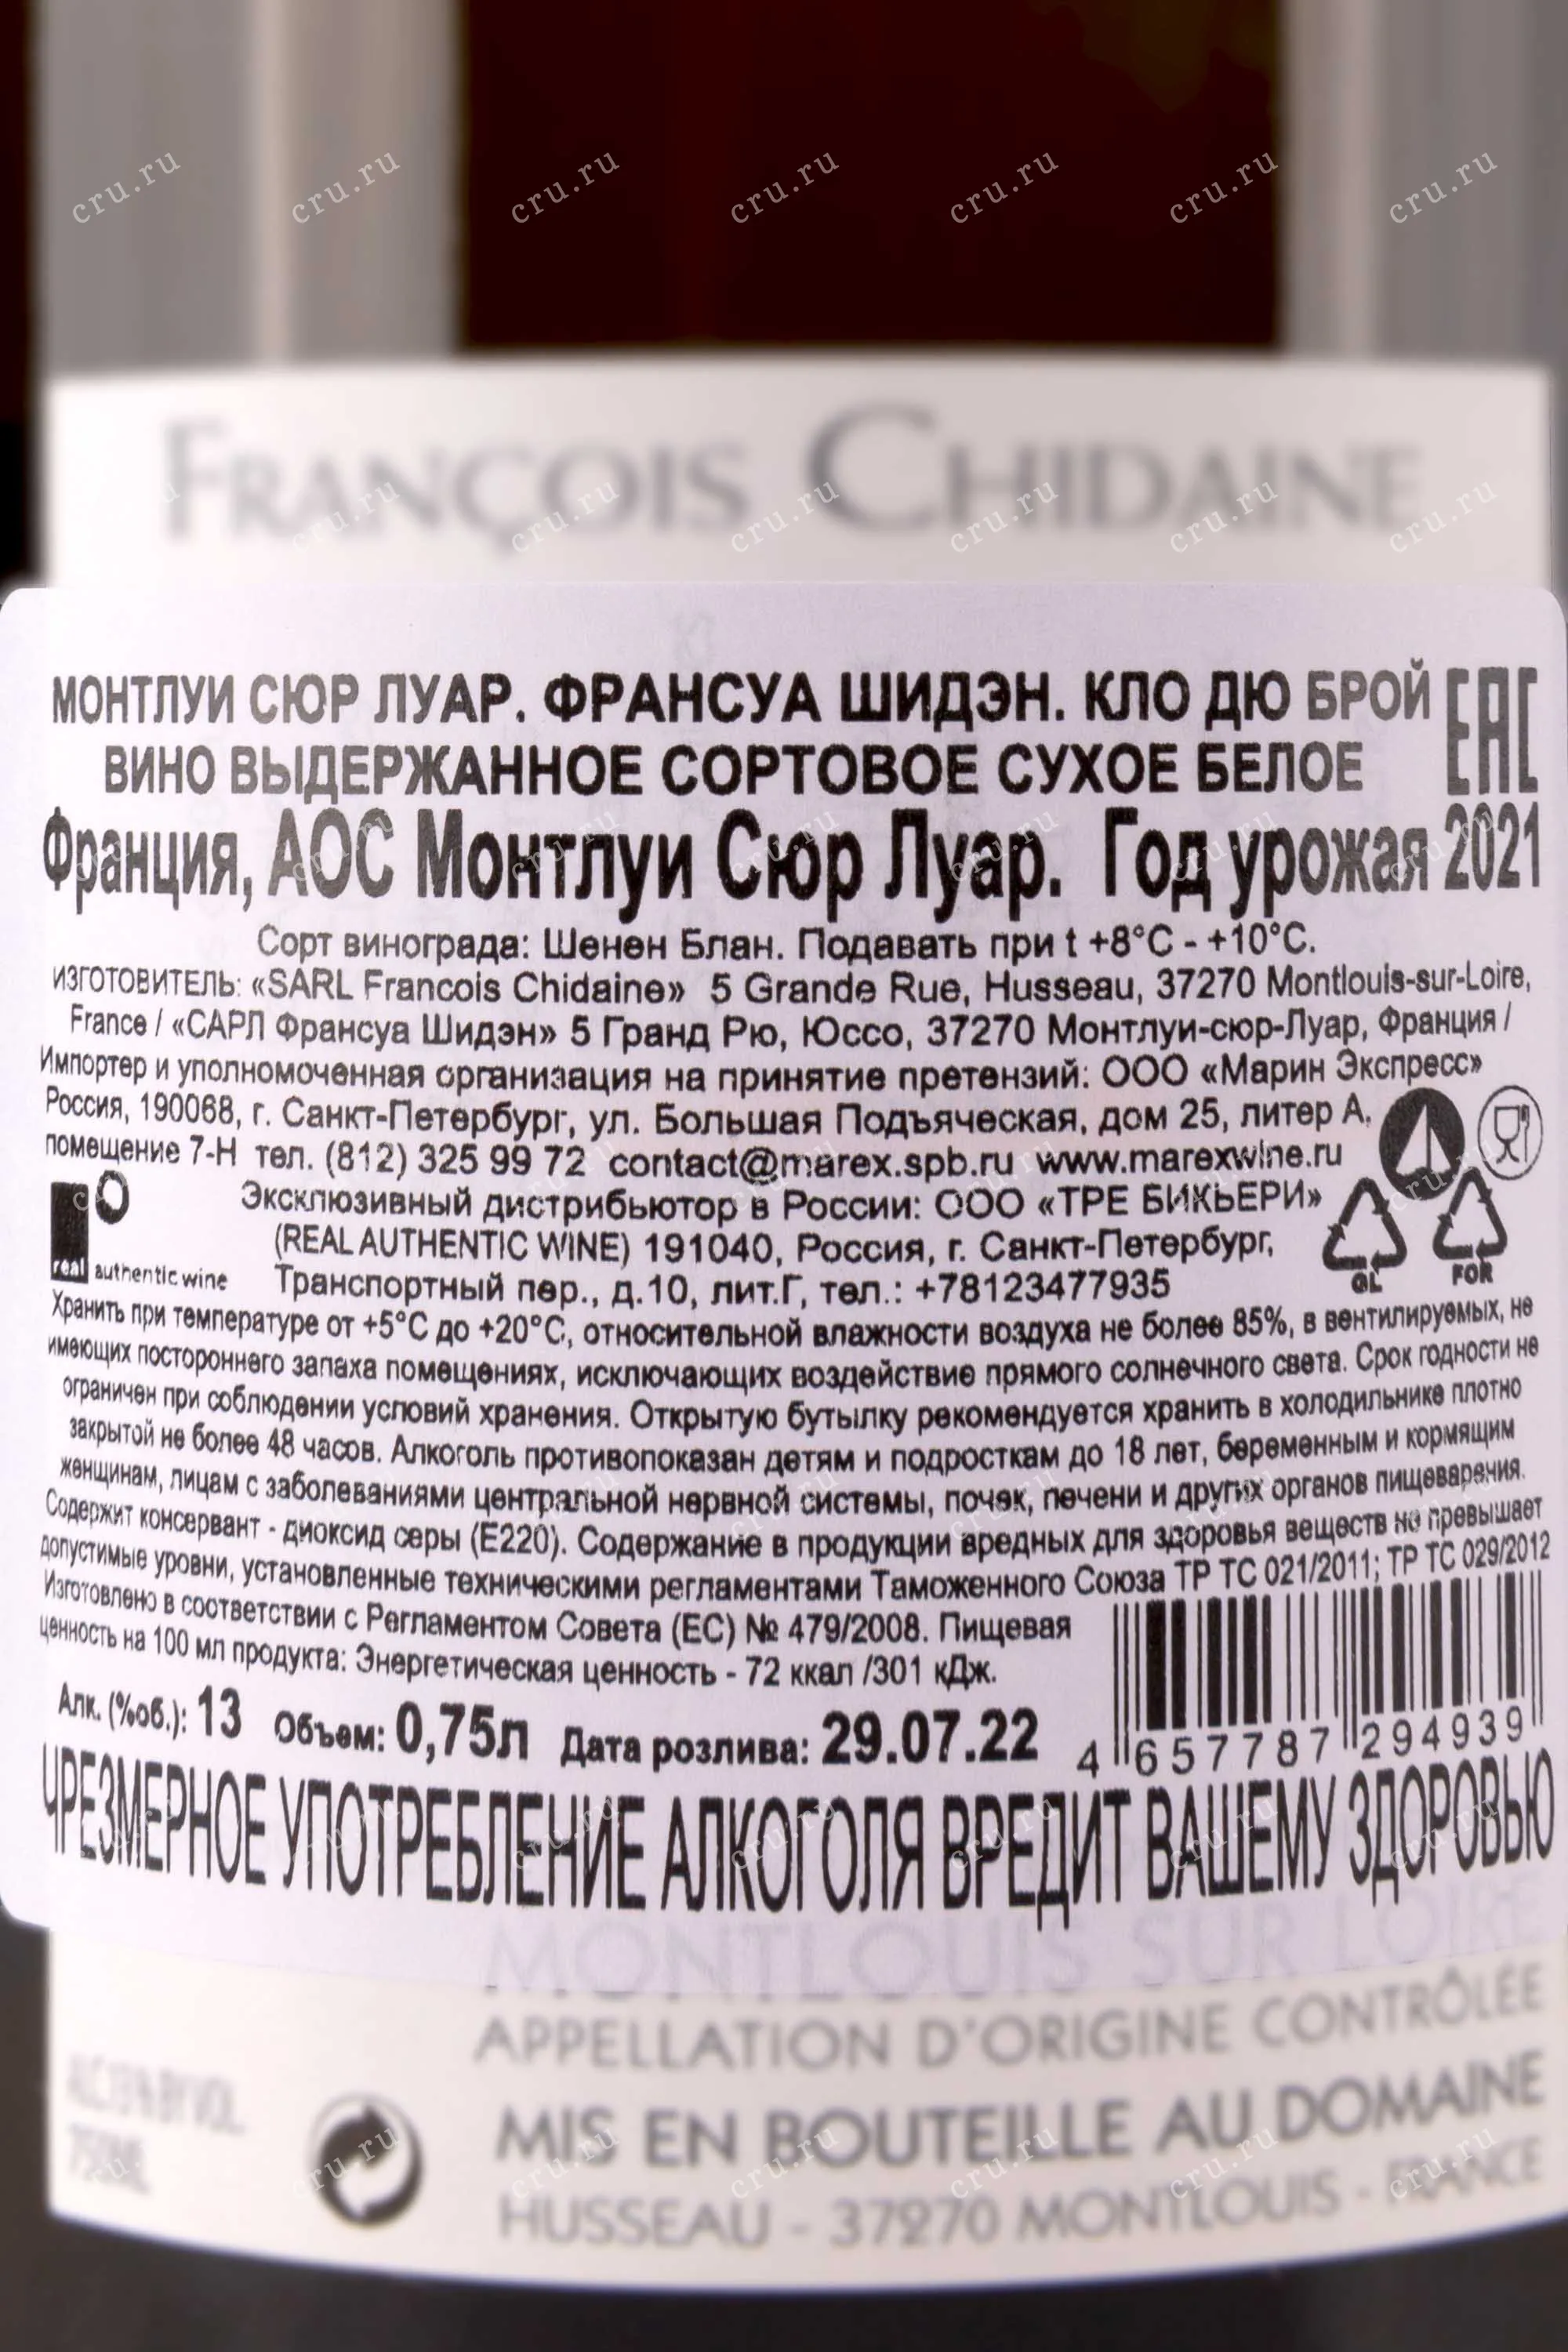 FRANÇOIS CHIDAINE
МОНТЛУИ СЮР ЛУАР. ФРАНСУА ШИДЭН. КЛО ДЮ БРОЙ
EAC
ВИНО ВЫДЕРЖАННОЕ СОРТОВОЕ СУХОЕ БЕЛОЕ
Франция, АОС Монтлуи Сюр Луар. Год урожая 2021
Сорт винограда: Шенен Блан. Подавать при t +8°C - +10°C.
ИЗГОТОВИТЕЛЬ: «SARL Francois Chidaine» 5 Grande Rue, Husseau, 37270 Montlouis-sur-Loire,
France / «САРЛ Франсуа Шидэн» 5 Гранд Рю, Юссо, 37270 Монтлуи-сюр-Луар, Франция /
Импортер и уполномоченная организация на принятие претензий: ООО «Марин Экспресс»
Россия, 190068, г. Санкт-Петербург, ул. Большая Подъяческая, дом 25, литер А,
помещение 7-Н тел. (812) 325 99 72 contact@marex.spb.ru www.marexwine.ru
Эксклюзивный дистрибьютор в России: ООО «ТРЕ БИКЬЕРИ»
(REAL AUTHENTIC WINE) 191040, Россия, г. Санкт-Петербург,
real authentic wine
Транспортный пер., д.10, лит.Г, тел.: +78123477935
GL FOR
Хранить при температуре от +5°C до +20°C, относительной влажности воздуха не более 85%, в вентилируемых, не
имеющих постороннего запаха помещениях, исключающих воздействие прямого солнечного света. Срок годности не
ограничен при соблюдении условий хранения. Открытую бутылку рекомендуется хранить в холодильнике плотно
закрытой не более 48 часов. Алкоголь противопоказан детям и подросткам до 18 лет, беременным и кормящим
женщинам, лицам с заболеваниями центральной нервной системы, почек, печени и других органов пищеварения.
Содержит консервант - диоксид серы (E220). Содержание в продукции вредных для здоровья веществ не превышает
допустимые уровни, установленные техническими регламентами Таможенного Союза ТР ТС 021/2011; ТР ТС 029/2012
Изготовлено в соответствии с Регламентом Совета (ЕС) № 479/2008. Пищевая
ценность на 100 мл продукта: Энергетическая ценность - 72 ккал /301 кДж.
Алк. (%об.): 13 Объем: 0,75л Дата розлива: 29.07.22
4 657787 294939
ЧРЕЗМЕРНОЕ УПОТРЕБЛЕНИЕ АЛКОГОЛЯ ВРЕДИТ ВАШЕМУ ЗДОРОВЬЮ
MONTLOUIS SUR LOIRE
APPELLATION D'ORIGINE CONTRÔLÉE
ALC 13% BY VOL
MIS EN BOUTEILLE AU DOMAINE
750ML
HUSSEAU - 37270 MONTLOUIS - FRANCE
cru.ru